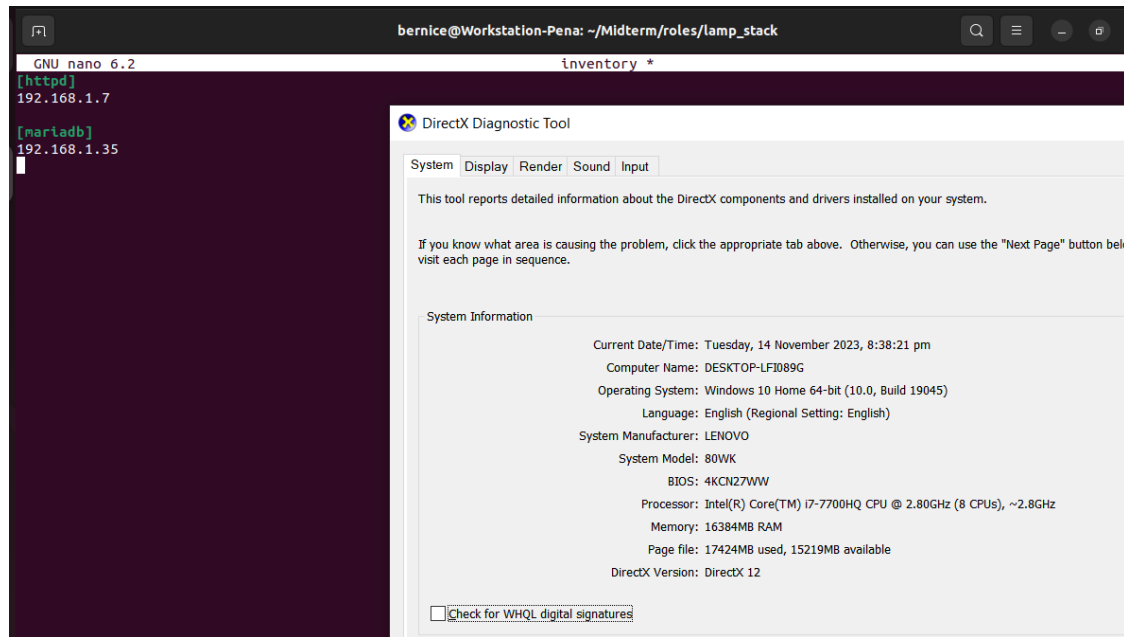 bernice@Workstation-Pena: ~/Midterm/roles/lamp_stack
GNU nano 6.2 inventory *
[httpd]
192.168.1.7
[mariadb]
192.168.1.35
DirectX Diagnostic Tool
System Display Render Sound Input
This tool reports detailed information about the DirectX components and drivers installed on your system.
If you know what area is causing the problem, click the appropriate tab above. Otherwise, you can use the "Next Page" button
visit each page in sequence.
System Information
Current Date/Time: Tuesday, 14 November 2023, 8:38:21 pm
Computer Name: DESKTOP-LFI089G
Operating System: Windows 10 Home 64-bit (10.0, Build 19045)
Language: English (Regional Setting: English)
System Manufacturer: LENOVO
System Model: 80WK
BIOS: 4KCN27WW
Processor: Intel(R) Core(TM) i7-7700HQ CPU @ 2.80GHz (8 CPUs), ~2.8GHz
Memory: 16384MB RAM
Page file: 17424MB used, 15219MB available
DirectX Version: DirectX 12
Check for WHQL digital signatures